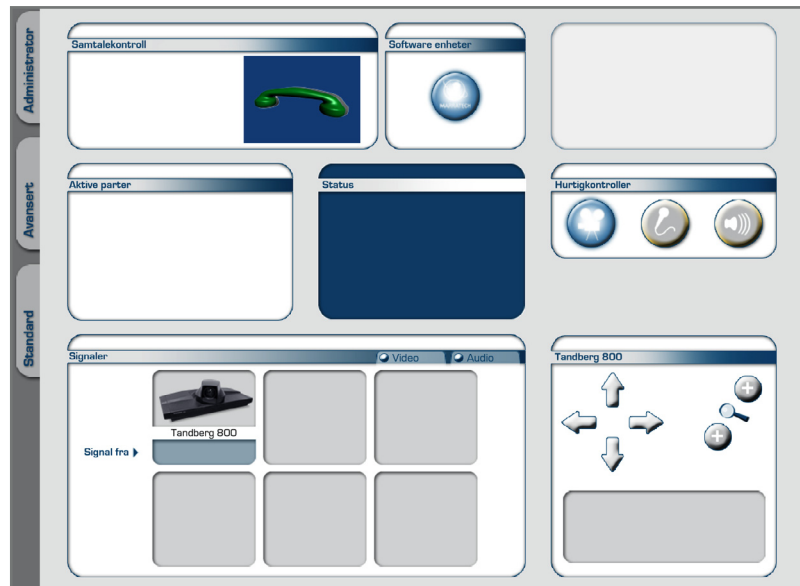 Administrator
Avansert
Standard
Samtalekontroll
Software enheter
Aktive parter
Status
Hurtigkontroller
Signaler
Video
Audio
Tandberg 800
Signal fra
Tandberg 800